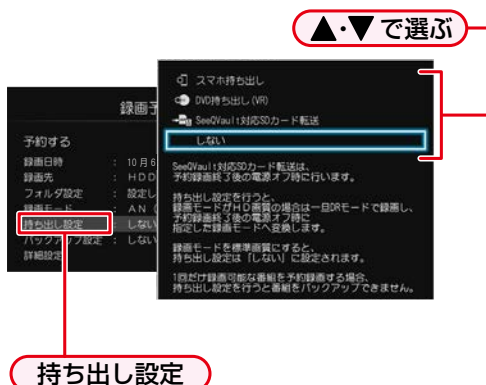 ▲・▼で選ぶ
スマホ持ち出し
DVD持ち出し(VR)
SeeQVault対応SDカード転送
しない
SeeQVault対応SDカード転送は、
予約録画終了後の電源オフ時に行います。
持ち出し設定を行うと、
録画モードがHD画質の場合は一旦DRモードで録画し、
予約録画終了後の電源オフ時に
指定した録画モードへ変換します。
録画モードを標準画質にすると、
持ち出し設定は「しない」に設定されます。
1回だけ録画可能な番組を予約録画する場合、
持ち出し設定を行うと番組をバックアップできません。
録画予
予約する
録画日時 : 10月6
録画先 : HDD
フォルダ設定 : 設定し
録画モード : AN(
持ち出し設定 : しない
バックアップ設定 : しない
詳細設定
持ち出し設定